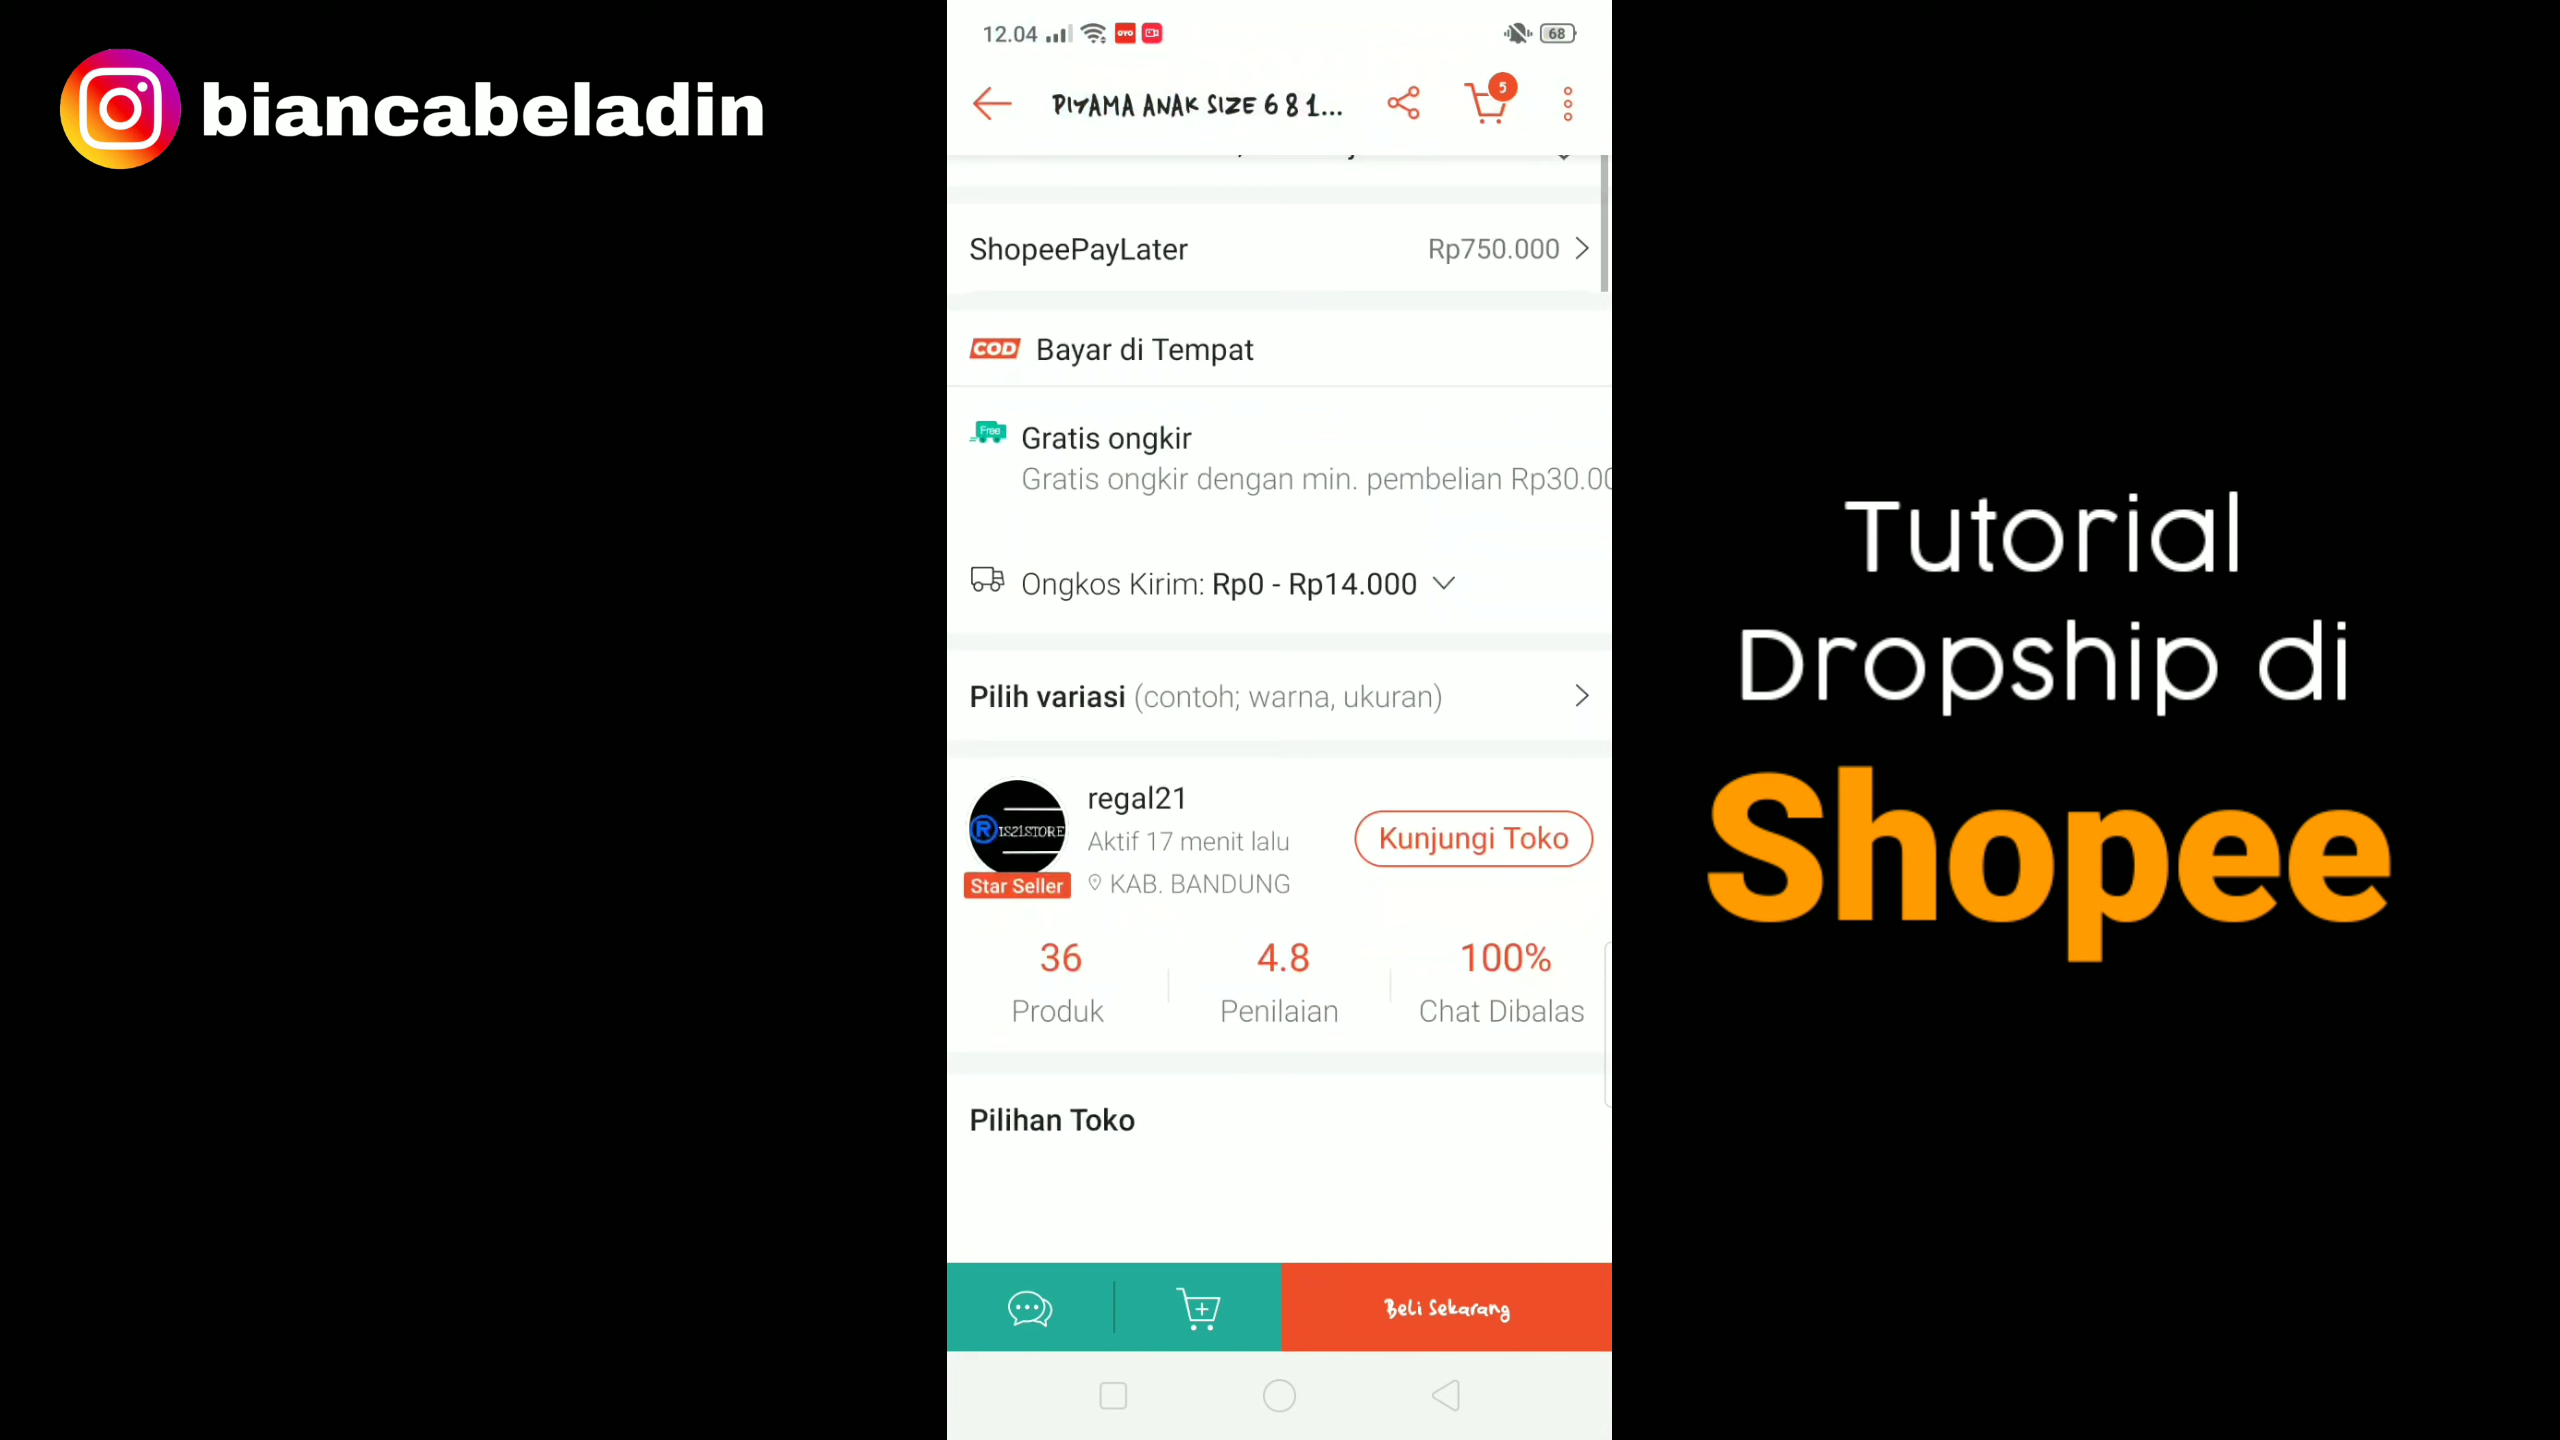 biancabeladin
12.04
OYO
68
PIYAMA ANAK SIZE 6 8 1...
5
ShopeePayLater
Rp750.000
COD Bayar di Tempat
Free
Gratis ongkir
Gratis ongkir dengan min. pembelian Rp30.00
Ongkos Kirim: Rp0 - Rp14.000
Pilih variasi (contoh; warna, ukuran)
RIS21STORE
Star Seller
regal21
Aktif 17 menit lalu
KAB. BANDUNG
Kunjungi Toko
36
Produk
4.8
Penilaian
100%
Chat Dibalas
Pilihan Toko
Beli Sekarang
Tutorial
Dropship di
Shopee